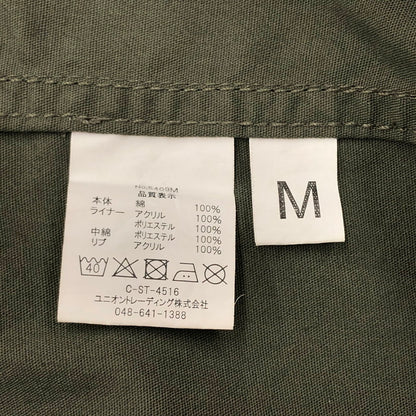 No.5409M
品質表示
本体 綿 100%
ライナー アクリル 100%
ポリエステル 100%
中綿 ポリエステル 100%
リブ アクリル 100%
40
C-ST-4516
ユニオントレーディング株式会社
048-641-1388
M